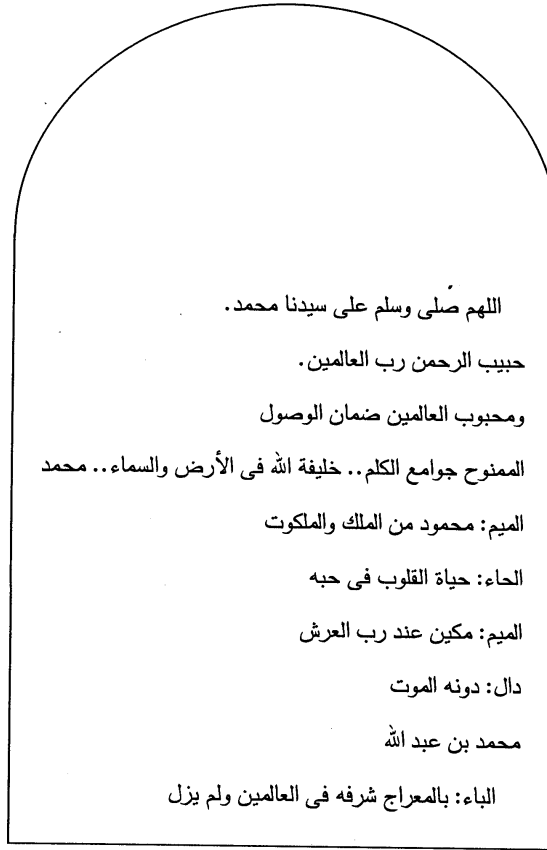 اللهم صلى وسلم على سيدنا محمد.
حبيب الرحمن رب العالمين.
ومحبوب العالمين ضمان الوصول
الممنوح جوامع الكلم.. خليفة الله فى الأرض والسماء.. محمد
الميم: محمود من الملك والملكوت
الحاء: حياة القلوب فى حبه
الميم: مكين عند رب العرش
دال: دونه الموت
محمد بن عبد الله
الباء: بالمعراج شرفه فى العالمين ولم يزل